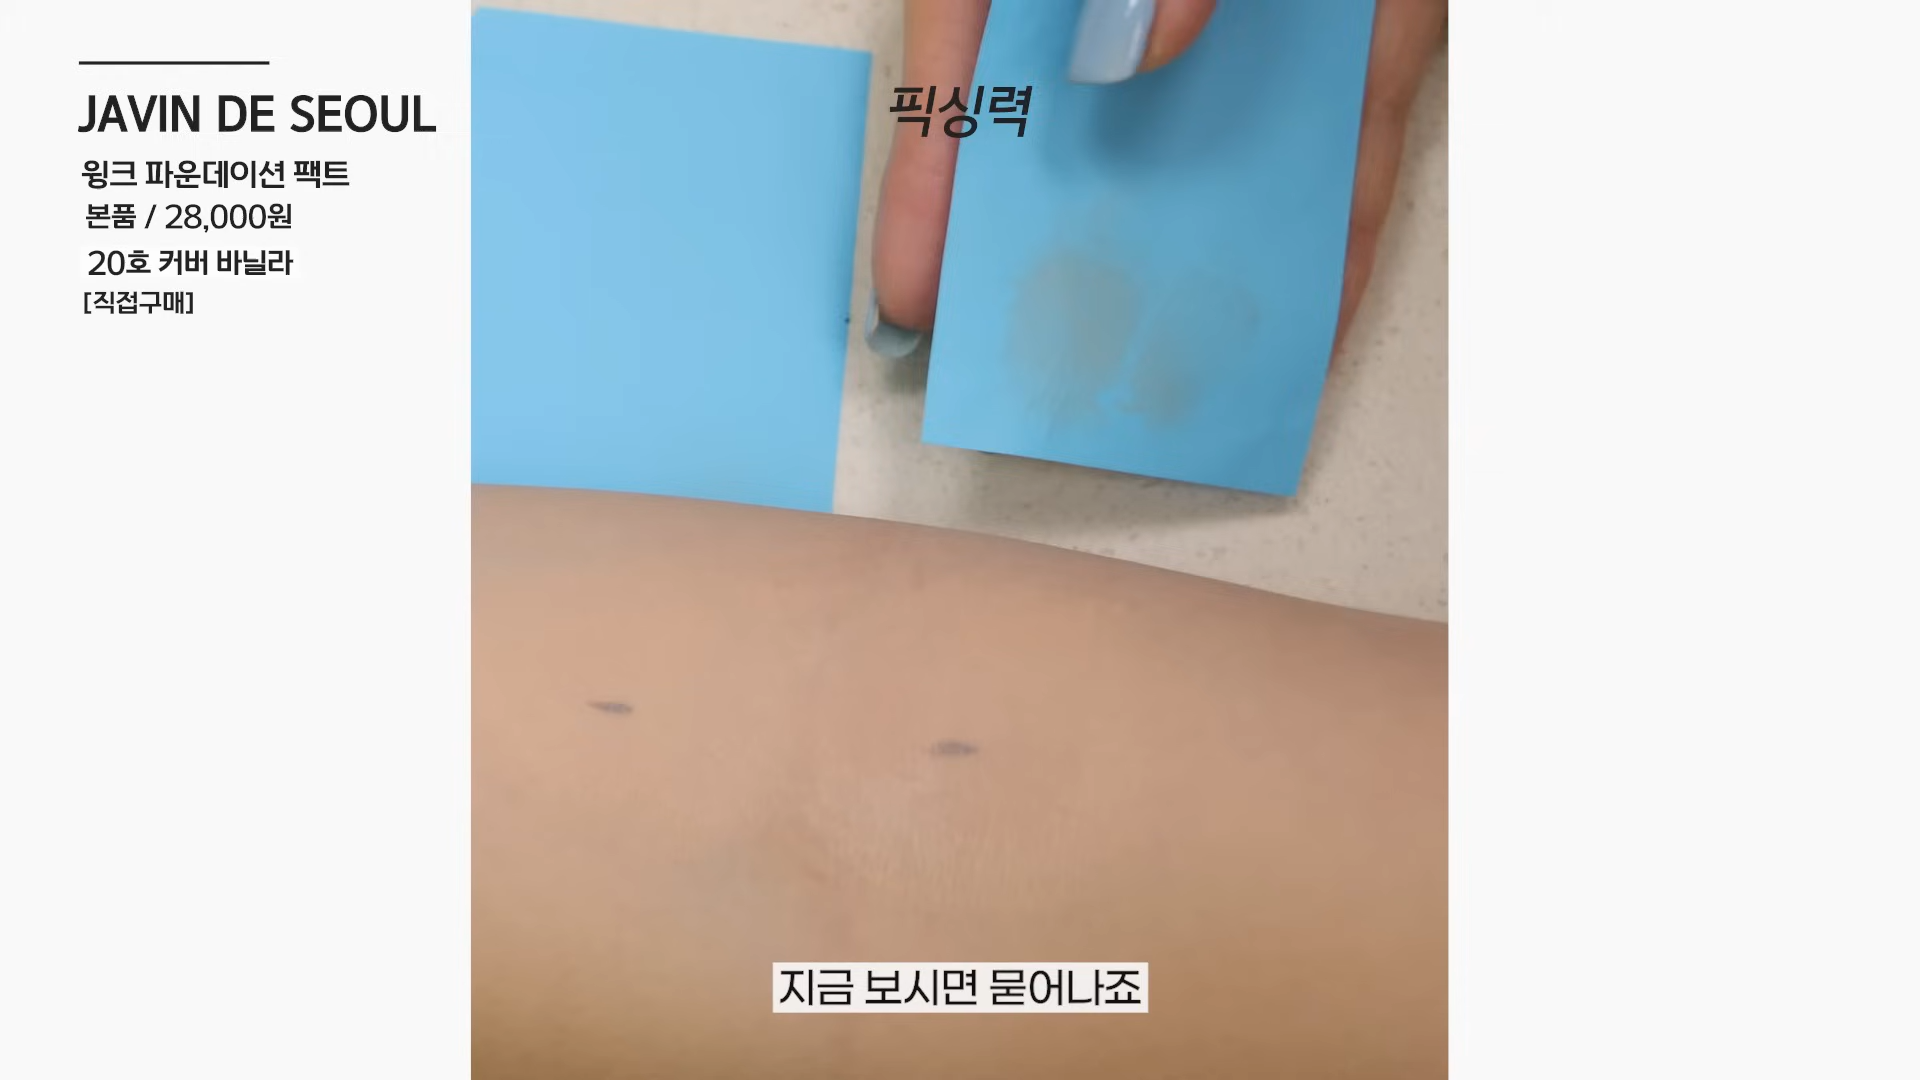 JAVIN DE SEOUL
윙크 파운데이션 팩트
본품 / 28,000원
20호 커버 바닐라
[직접구매]
픽싱력
지금 보시면 묻어나죠